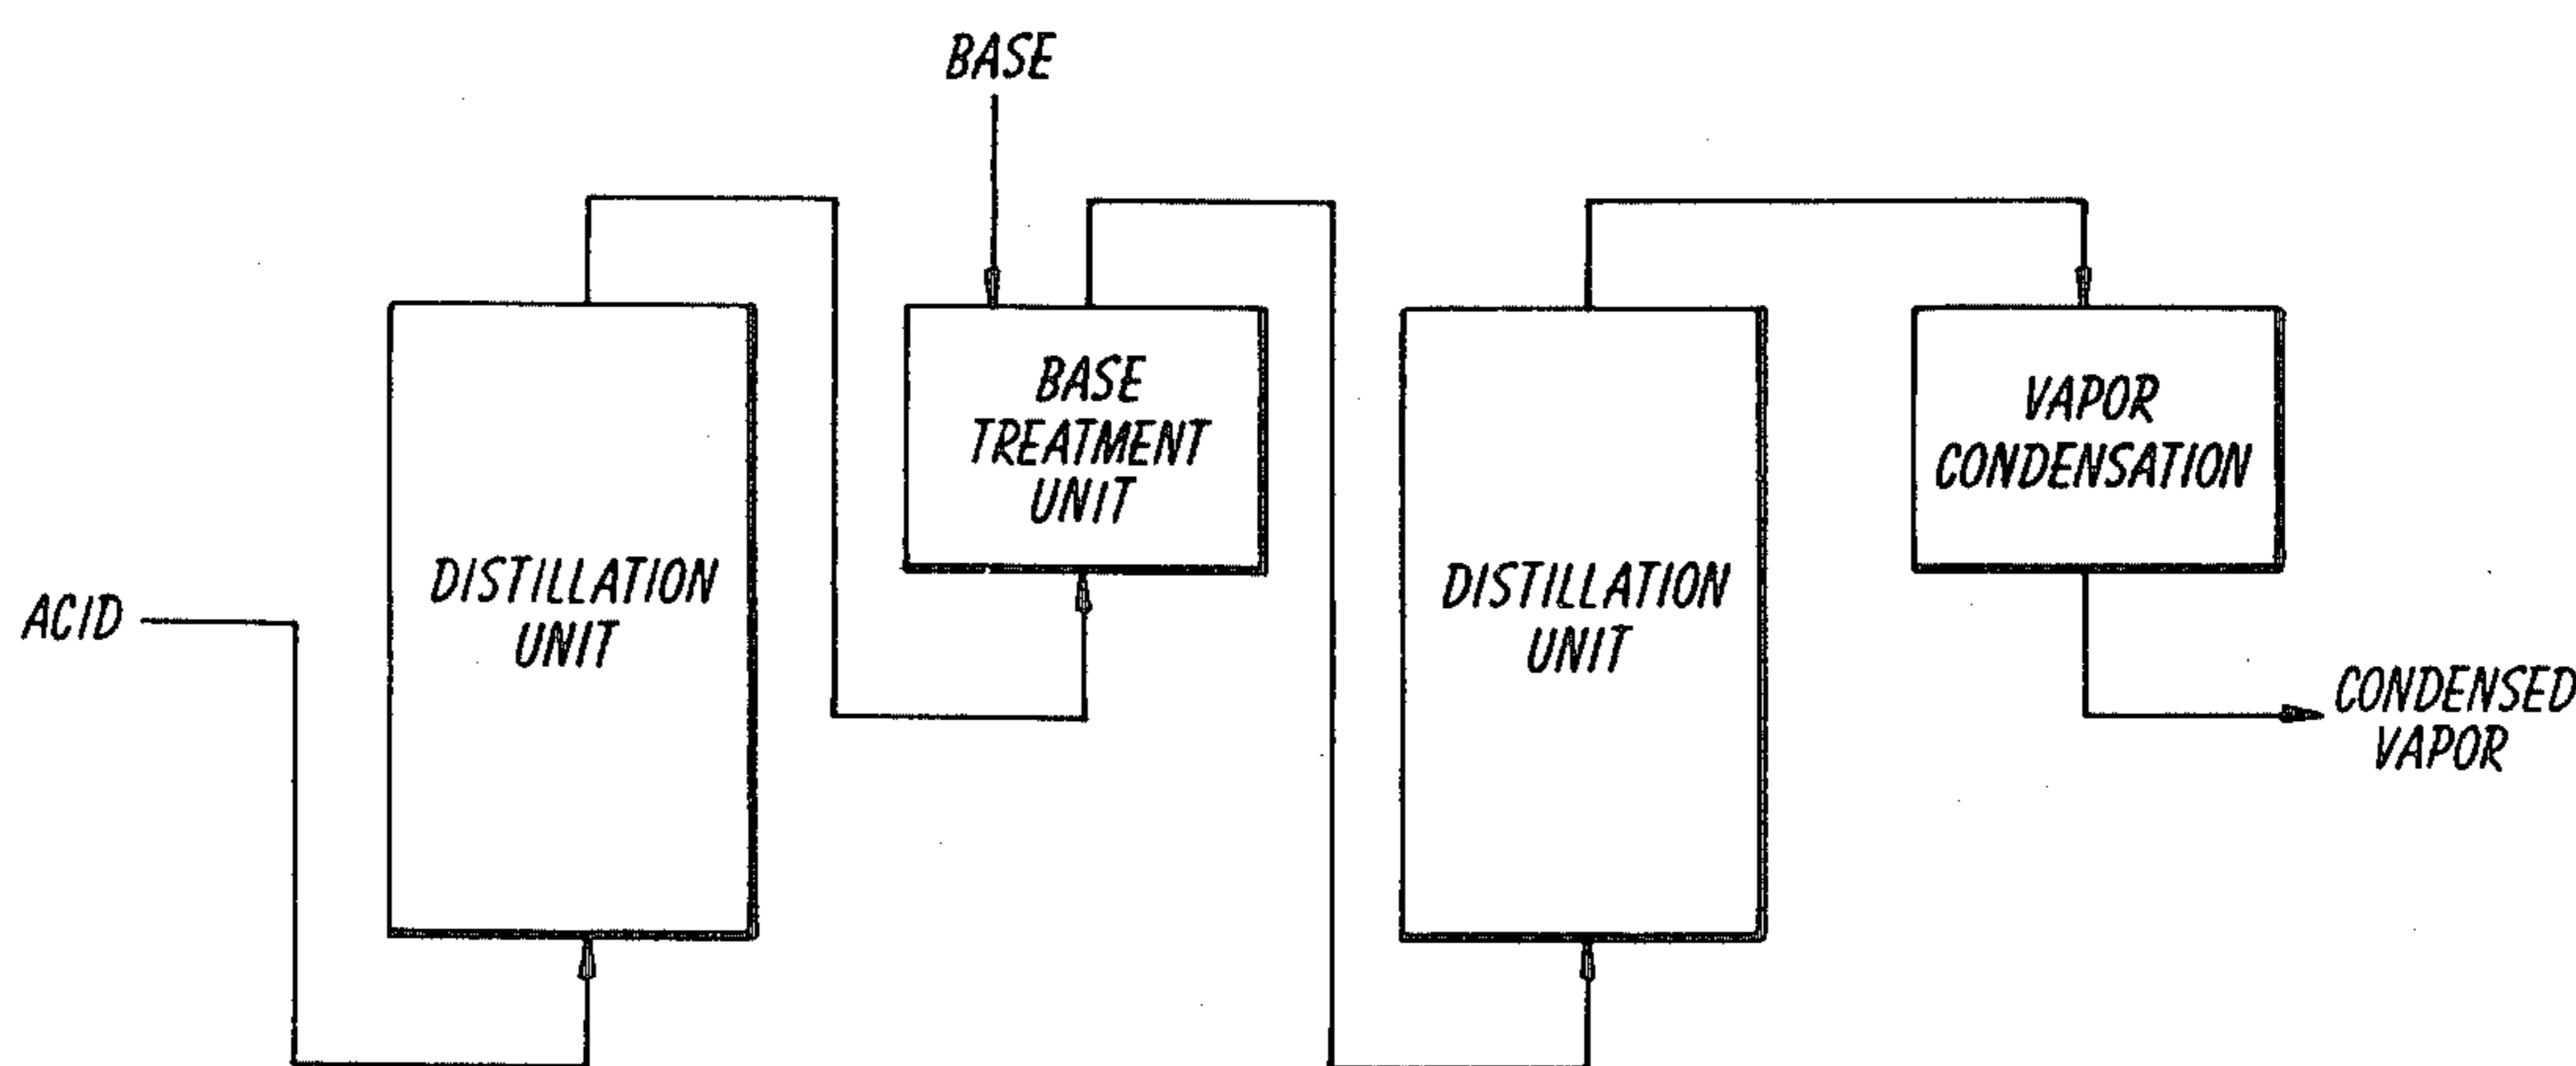 BASE
BASE
TREATMENT
UNIT
VAPOR
CONDENSATION
DISTILLATION
UNIT
DISTILLATION
UNIT
ACID
CONDENSED
VAPOR